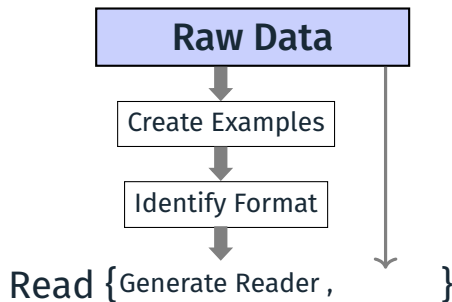 Raw Data
Create Examples
Identify Format
Read {Generate Reader , }